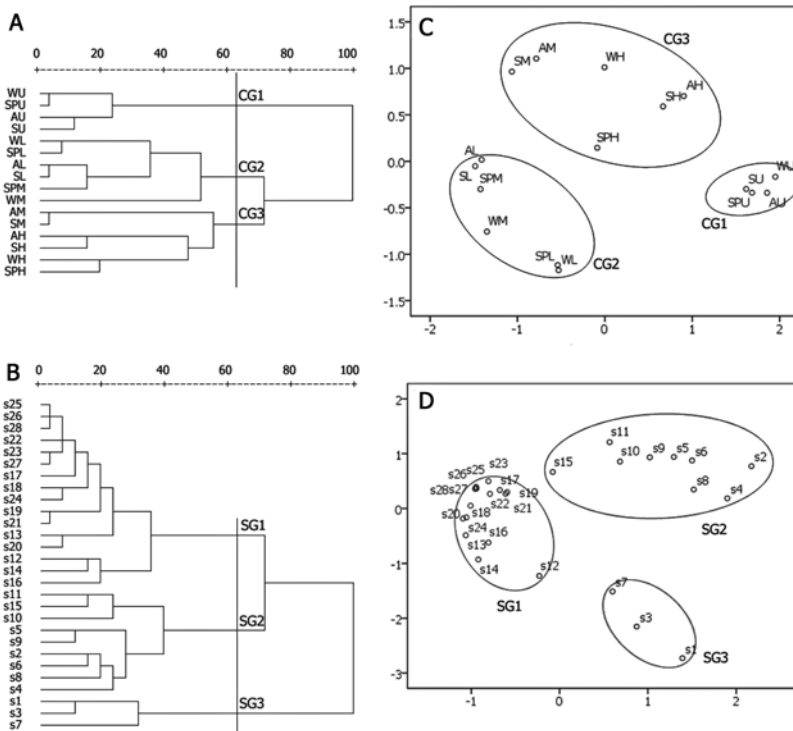 A
0 20 40 60 80 100
WU
SPU
AU
SU
WL
SPL
AL
SL
SPM
WM
AM
SM
AH
SH
WH
SPH
CG1
CG2
CG3
C
1.5
1.0
0.5
0.0
-0.5
-1.0
-1.5
-2 -1 0 1 2
CG3
AM
SM
WH
AH
SH
SPH
AL
SL
SPM
WM
SPL WL
CG2
WU
SU
SPU
AU
CG1
B
0 20 40 60 80 100
s25
s26
s28
s22
s23
s27
s17
s18
s24
s19
s21
s13
s20
s12
s14
s16
s11
s15
s10
s5
s9
s2
s6
s8
s4
s1
s3
s7
SG1
SG2
SG3
D
2
1
0
-1
-2
-3
-1 0 1 2
s11
s10
s9
s5
s6
s2
s15
s8
s4
SG2
s23
s25
s26
s17
s28
s27
s19
s22
s21
s20
s18
s24
s16
s13
s14
s12
SG1
s7
s3
s1
SG3